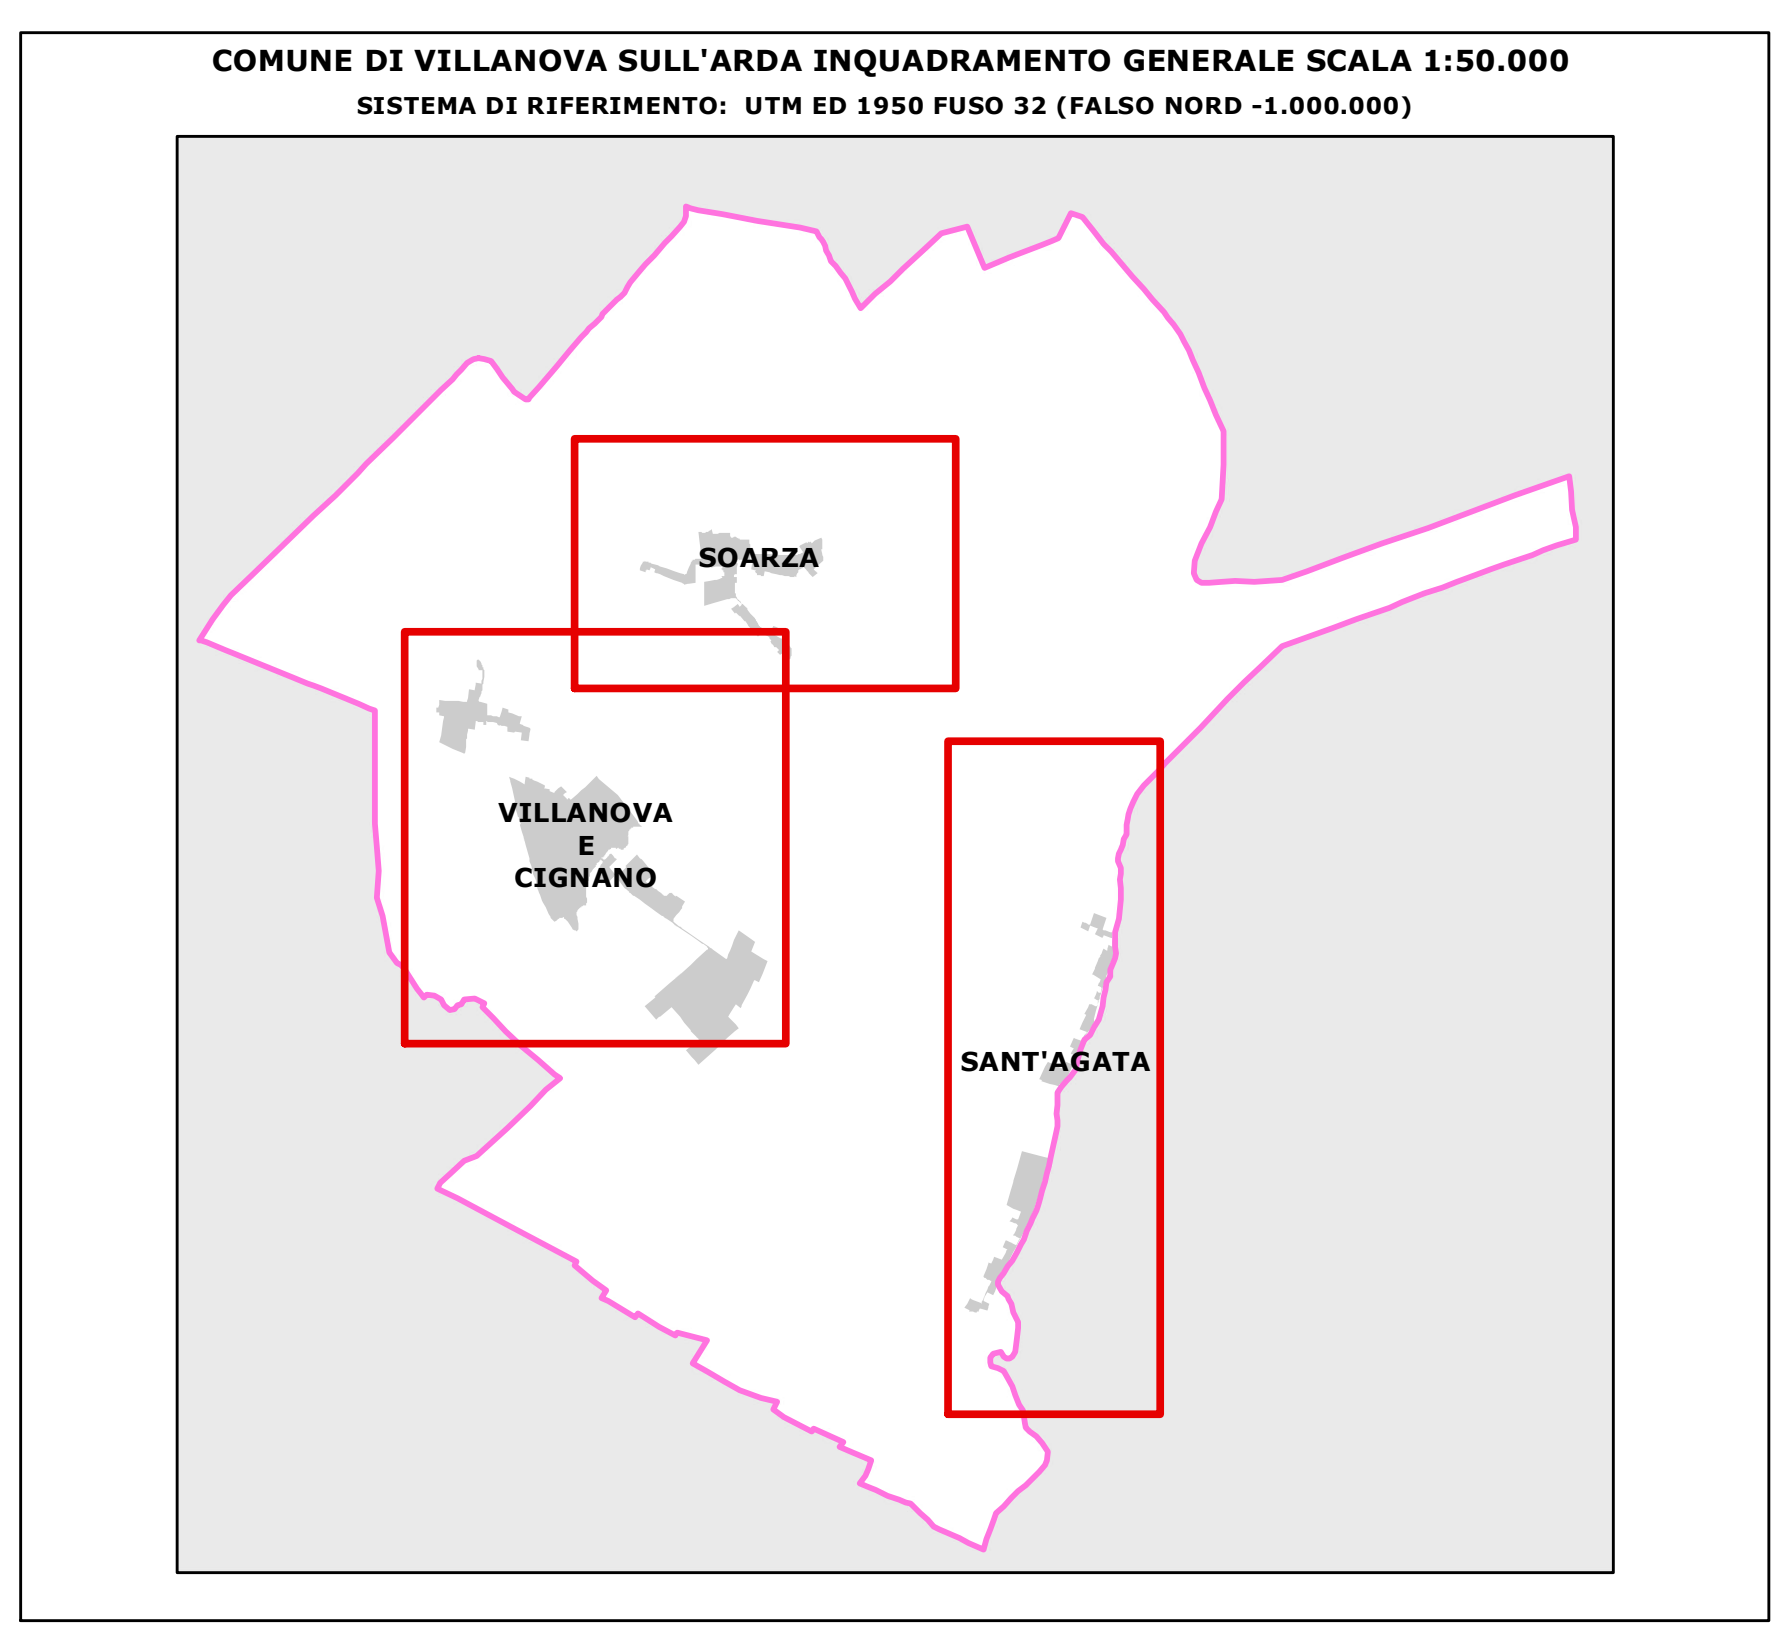 COMUNE DI VILLANOVA SULL'ARDA INQUADRAMENTO GENERALE SCALA 1:50.000
SISTEMA DI RIFERIMENTO: UTM ED 1950 FUSO 32 (FALSO NORD -1.000.000)
SOARZA
VILLANOVA
E
CIGNANO
SANT'AGATA